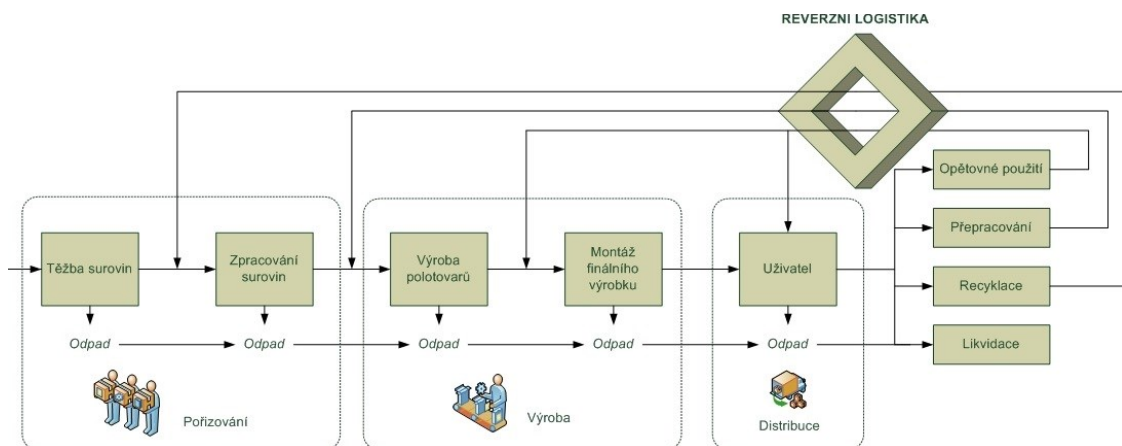 REVERZNI LOGISTIKA
Opětovné použití
Přepracování
Těžba surovin
Zpracování
surovin
Výroba
polotovarů
Montáž
finálního
výrobku
Uživatel
Recyklace
Odpad
Odpad
Odpad
Odpad
Odpad
Likvidace
Pořizování
Výroba
Distribuce